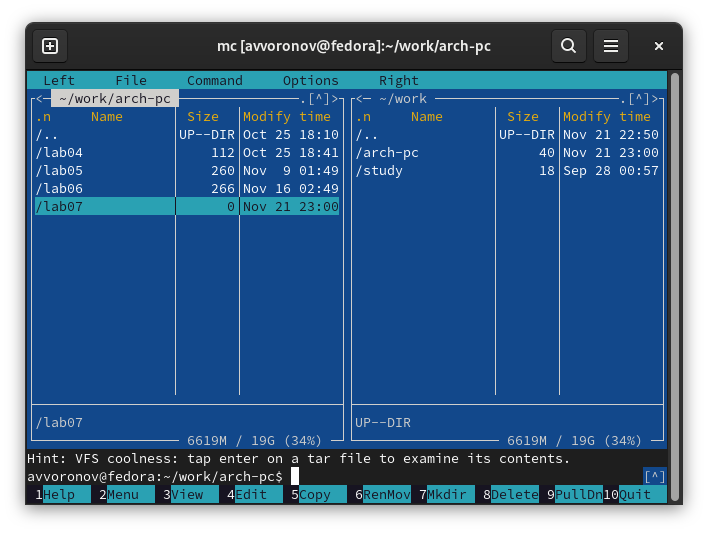 mc [avvoronov@fedora]:~/work/arch-pc
Left File Command Options Right
<─ ~/work/arch-pc .[^]> <─ ~/work .[^]>
.n Name Size Modify time .n Name Size Modify time
/.. UP--DIR Oct 25 18:10 /.. UP--DIR Nov 21 22:50
/lab04 112 Oct 25 18:41 /arch-pc 40 Nov 21 23:00
/lab05 260 Nov 9 01:49 /study 18 Sep 28 00:57
/lab06 266 Nov 16 02:49
/lab07 0 Nov 21 23:00
/lab07 UP--DIR
6619M / 19G (34%) 6619M / 19G (34%)
Hint: VFS coolness: tap enter on a tar file to examine its contents.
avvoronov@fedora:~/work/arch-pc$ [^]
1Help 2Menu 3View 4Edit 5Copy 6RenMov 7Mkdir 8Delete 9PullDn 10Quit